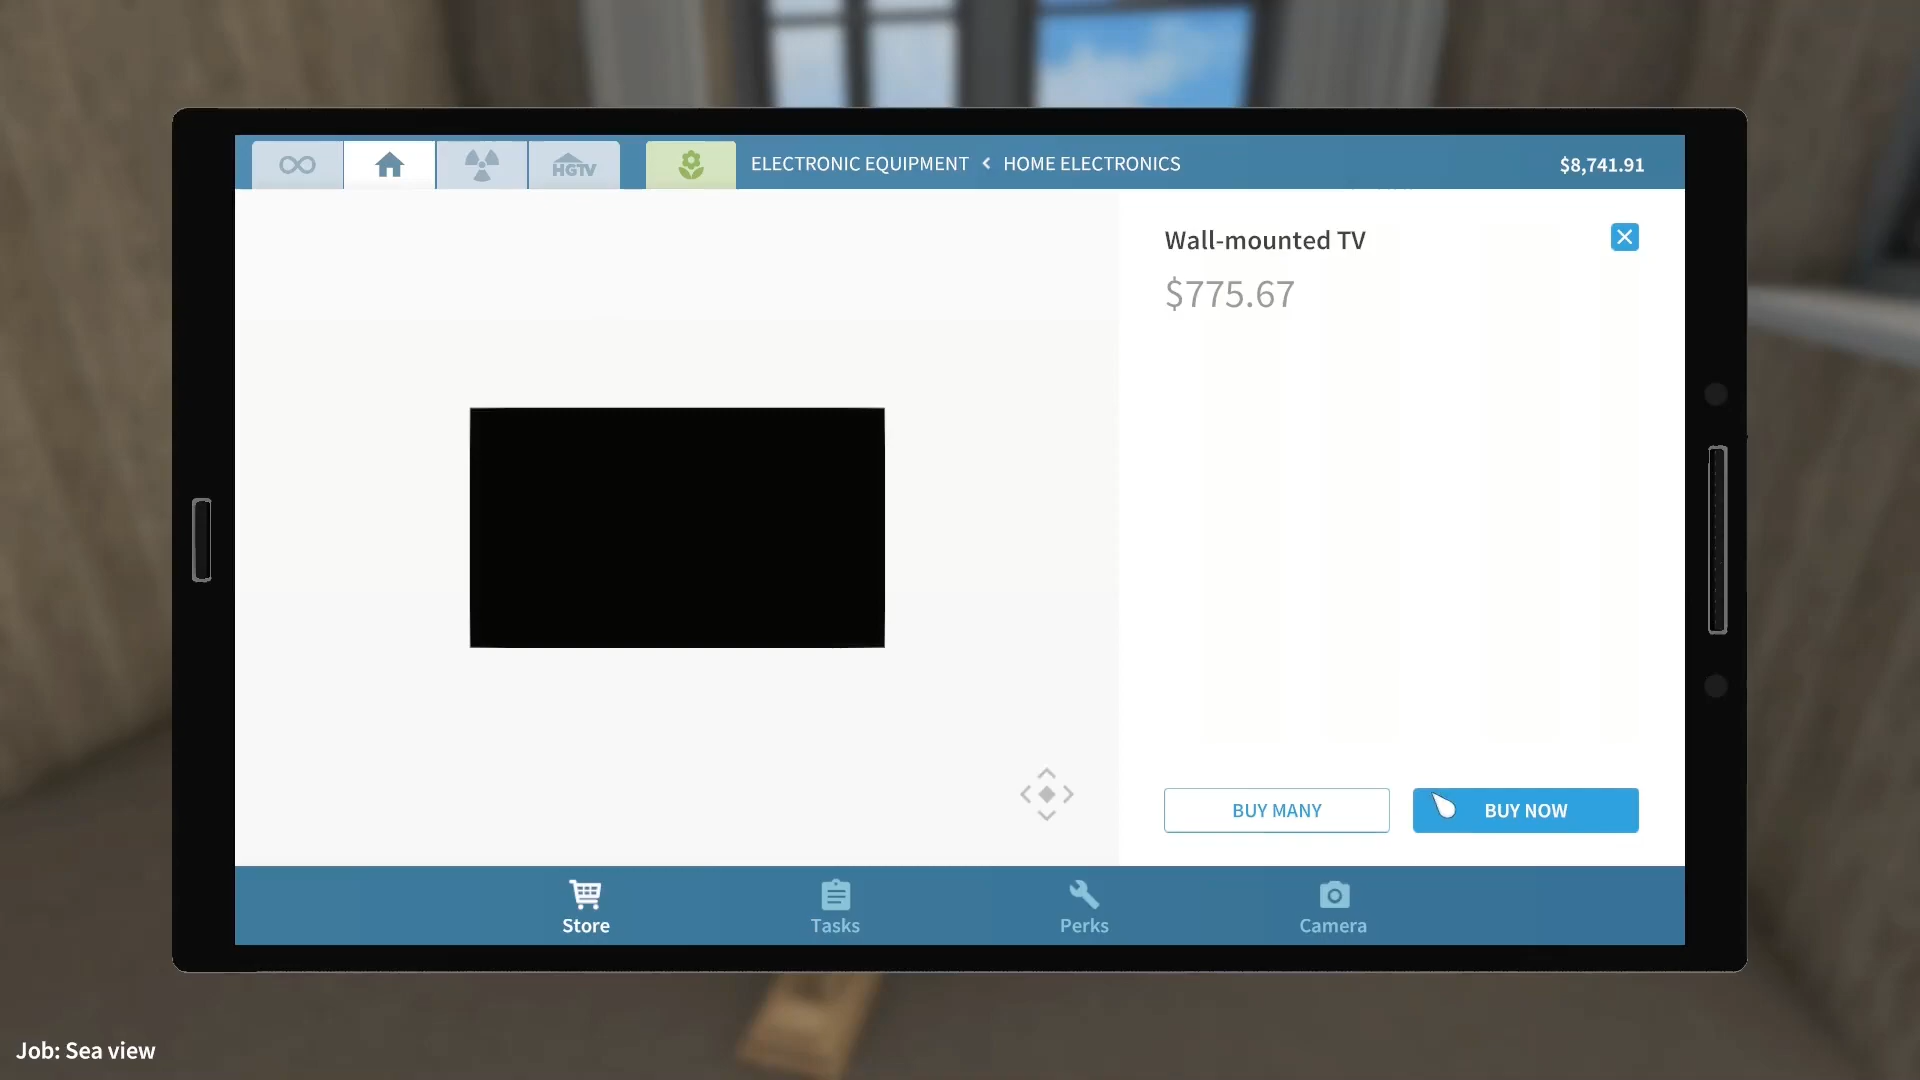 HGTV
ELECTRONIC EQUIPMENT < HOME ELECTRONICS
$8,741.91
Wall-mounted TV
$775.67
BUY MANY
BUY NOW
Store
Tasks
Perks
Camera
Job: Sea view